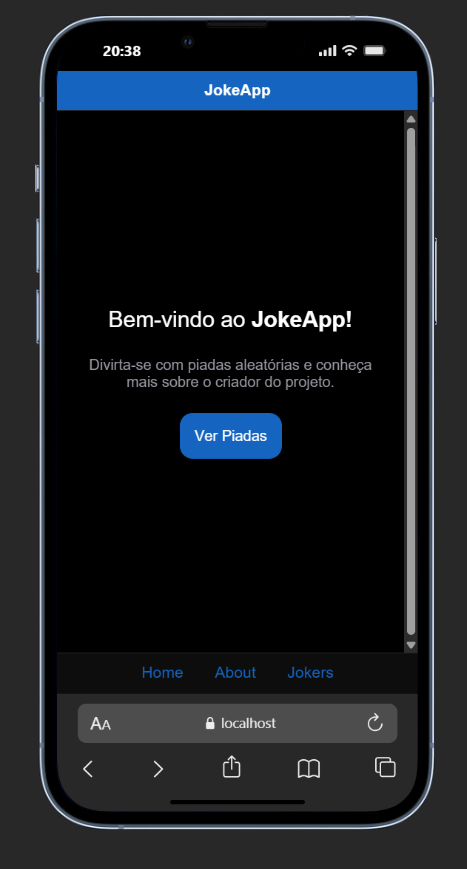 20:38
JokeApp
Bem-vindo ao JokeApp!
Divirta-se com piadas aleatórias e conheça
mais sobre o criador do projeto.
Ver Piadas
Home About Jokers
AA localhost